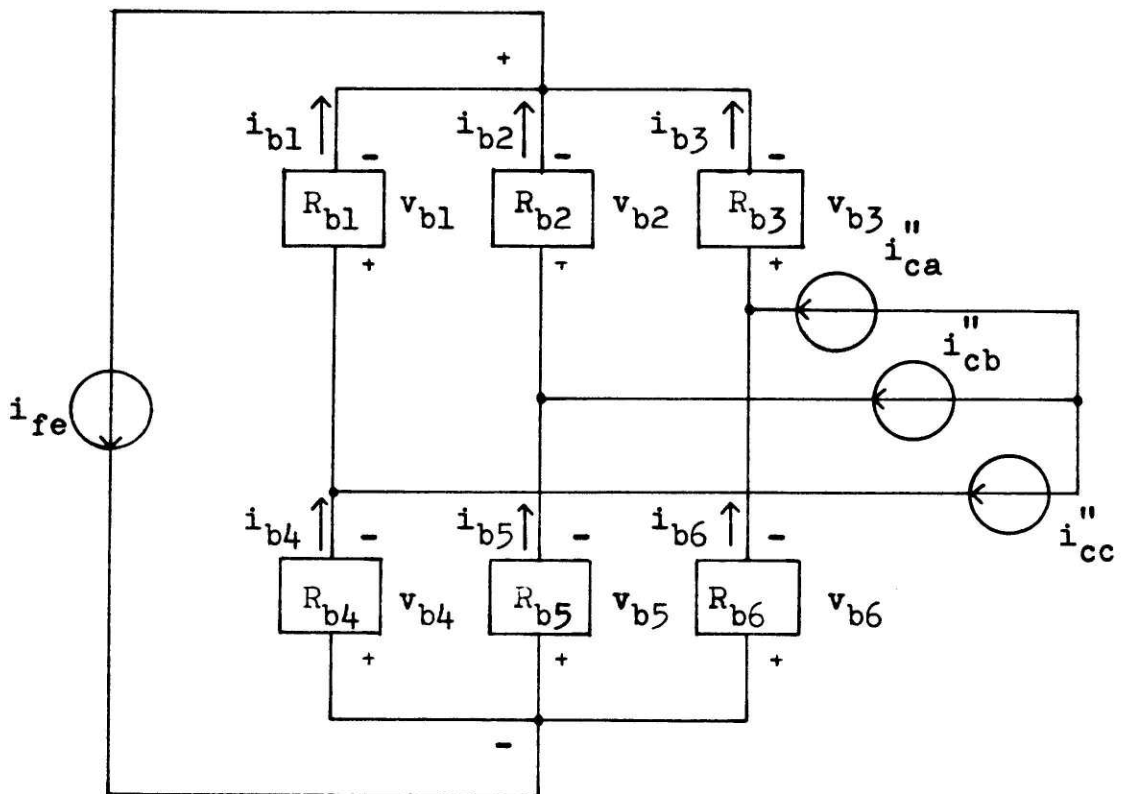 +
i_b1 i_b2 i_b3
- - -
R_b1 v_b1 R_b2 v_b2 R_b3 v_b3
+ + +
i"_ca
i"_cb
i_fe
i"_cc
i_b4 i_b5 i_b6
- - -
R_b4 v_b4 R_b5 v_b5 R_b6 v_b6
+ + +
-